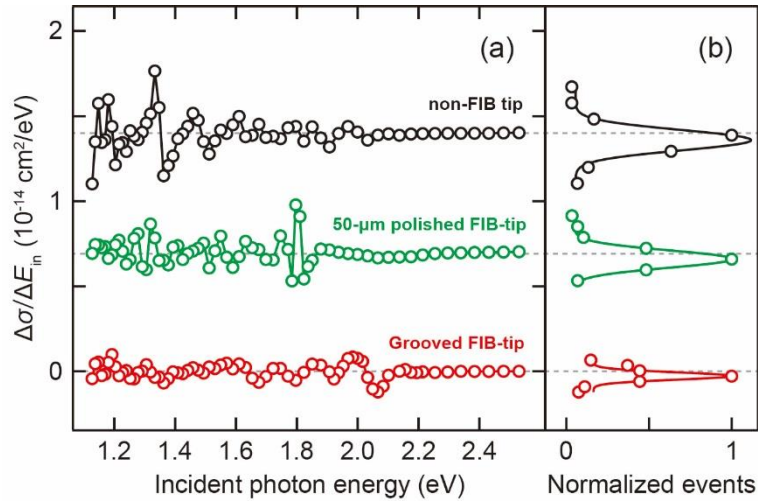 (a)
(b)
2
1
0
Δσ/ΔE_in (10⁻¹⁴ cm²/eV)
non-FIB tip
50-μm polished FIB-tip
Grooved FIB-tip
1.2 1.4 1.6 1.8 2.0 2.2 2.4
0 1
Incident photon energy (eV)
Normalized events